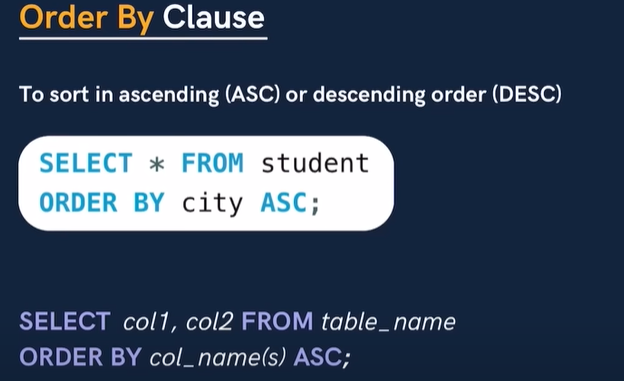 Order By Clause
To sort in ascending (ASC) or descending order (DESC)
SELECT * FROM student
ORDER BY city ASC;
SELECT col1, col2 FROM table_name
ORDER BY col_name(s) ASC;